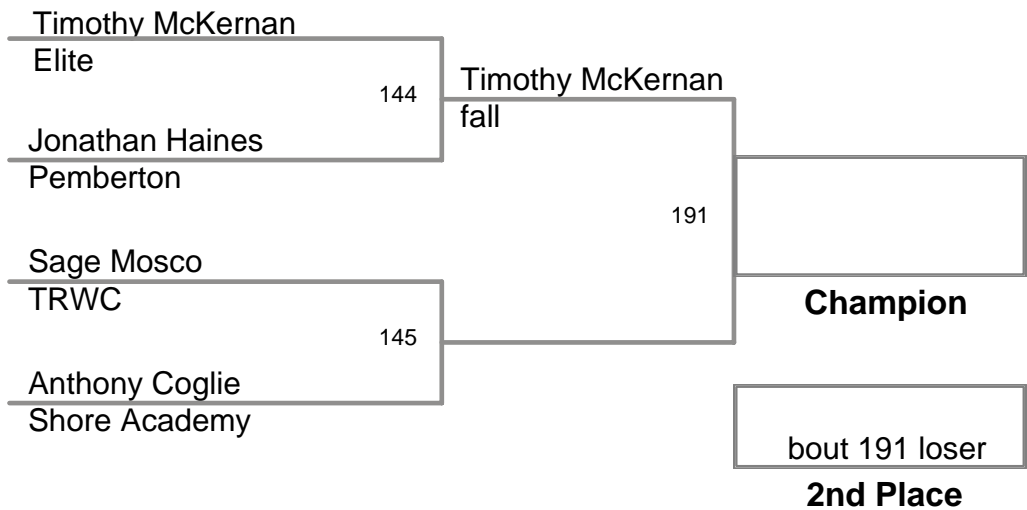 Timothy McKernan
Elite
144
Timothy McKernan
fall
Jonathan Haines
Pemberton
191
Sage Mosco
TRWC
Champion
145
Anthony Coglie
Shore Academy
bout 191 loser
2nd Place